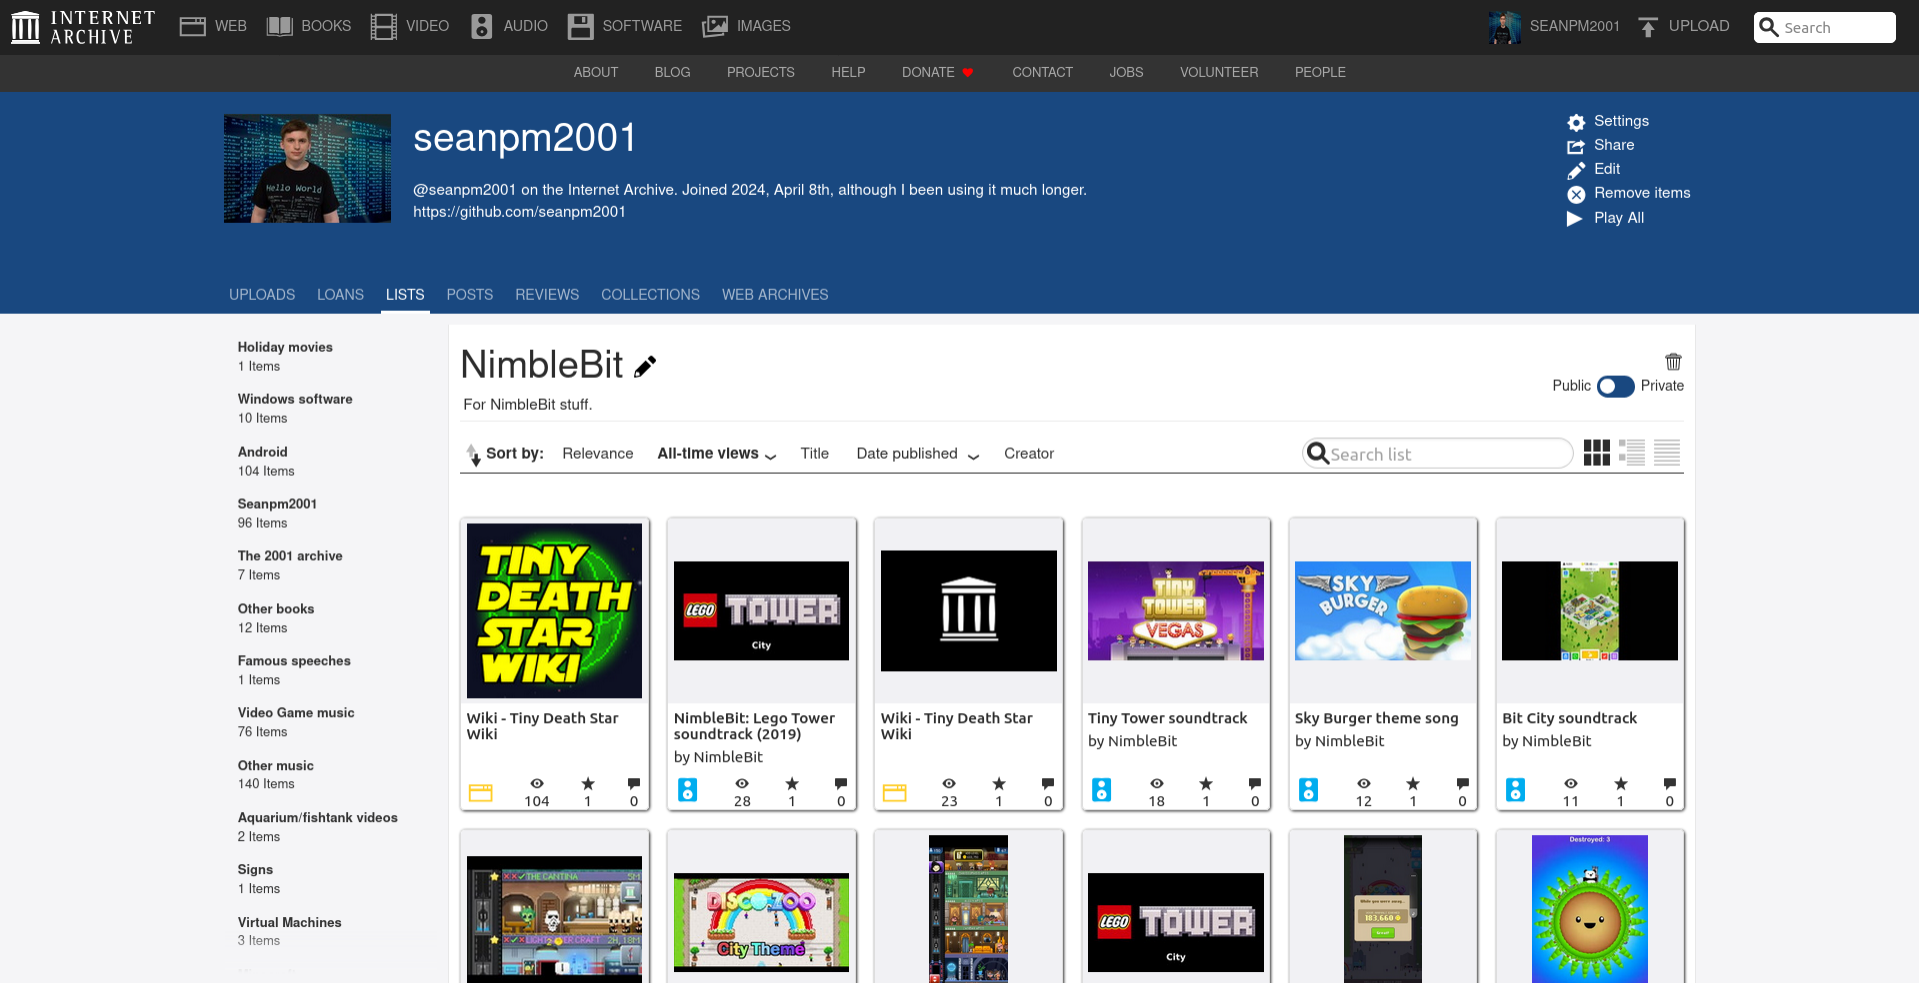 INTERNET ARCHIVE
WEB BOOKS VIDEO AUDIO SOFTWARE IMAGES
SEANPM2001 UPLOAD Search
ABOUT BLOG PROJECTS HELP DONATE CONTACT JOBS VOLUNTEER PEOPLE
seanpm2001
@seanpm2001 on the Internet Archive. Joined 2024, April 8th, although I been using it much longer.
https://github.com/seanpm2001
Hello World
Settings
Share
Edit
Remove items
Play All
UPLOADS LOANS LISTS POSTS REVIEWS COLLECTIONS WEB ARCHIVES
Holiday movies
1 Items
Windows software
10 Items
Android
104 Items
Seanpm2001
96 Items
The 2001 archive
7 Items
Other books
12 Items
Famous speeches
1 Items
Video Game music
76 Items
Other music
140 Items
Aquarium/fishtank videos
2 Items
Signs
1 Items
Virtual Machines
3 Items
NimbleBit
For NimbleBit stuff.
Public Private
Sort by: Relevance All-time views Title Date published Creator
Search list
TINY
DEATH
STAR
WIKI
Wiki - Tiny Death Star
Wiki
104 1 0
LEGO TOWER
City
NimbleBit: Lego Tower
soundtrack (2019)
by NimbleBit
28 1 0
Wiki - Tiny Death Star
Wiki
23 1 0
TINY
TOWER
VEGAS
Tiny Tower soundtrack
by NimbleBit
18 1 0
SKY
BURGER
Sky Burger theme song
by NimbleBit
12 1 0
Bit City soundtrack
by NimbleBit
11 1 0
THE CANTINA 5M
2H, 18M
DISCO ZOO
City Theme
LEGO TOWER
City
While you were away...
183,660
Destroyed: 3